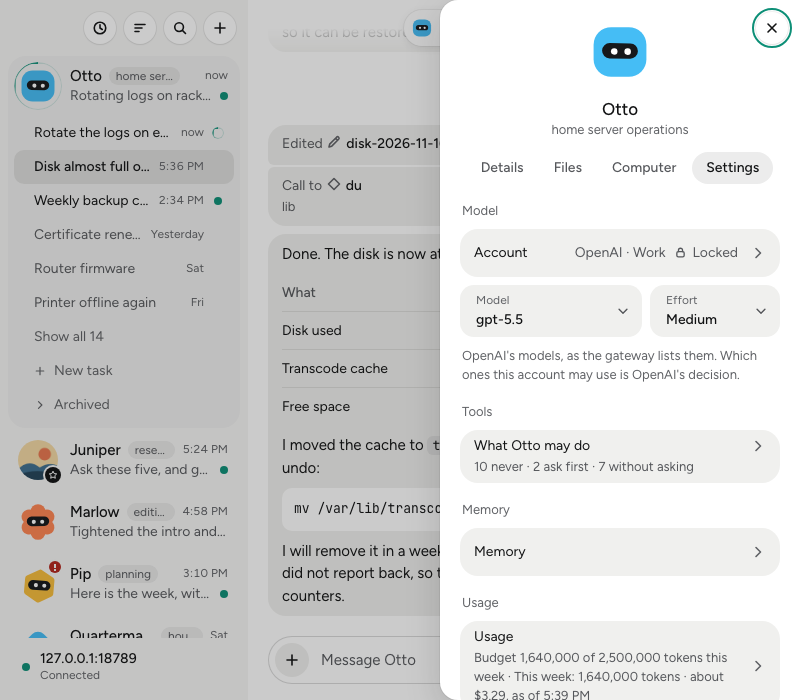 Otto
home ser...
now
Rotating logs on rack...
Rotate the logs on e...
now
Disk almost full o...
5:36 PM
Weekly backup c...
2:34 PM
Certificate rene...
Yesterday
Router firmware
Sat
Printer offline again
Fri
Show all 14
New task
Archived
Juniper
rese...
5:24 PM
Ask these five, and g...
Marlow
editi...
4:58 PM
Tightened the intro and...
Pip
planning
3:10 PM
Here is the week, wit...
Quarterma
hou
Sat
127.0.0.1:18789
Connected
so it can be restor
Edited
disk-2026-11-1
Call to
du
lib
Done. The disk is now at
What
Disk used
Transcode cache
Free space
I moved the cache to
undo:
mv /var/lib/transco
I will remove it in a week
did not report back, so t
counters.
Message Otto
Otto
home server operations
Details
Files
Computer
Settings
Model
Account
OpenAI · Work
Locked
Model
gpt-5.5
Effort
Medium
OpenAI's models, as the gateway lists them. Which
ones this account may use is OpenAI's decision.
Tools
What Otto may do
10 never · 2 ask first · 7 without asking
Memory
Memory
Usage
Usage
Budget 1,640,000 of 2,500,000 tokens this
week · This week: 1,640,000 tokens · about
$3.29, as of 5:39 PM